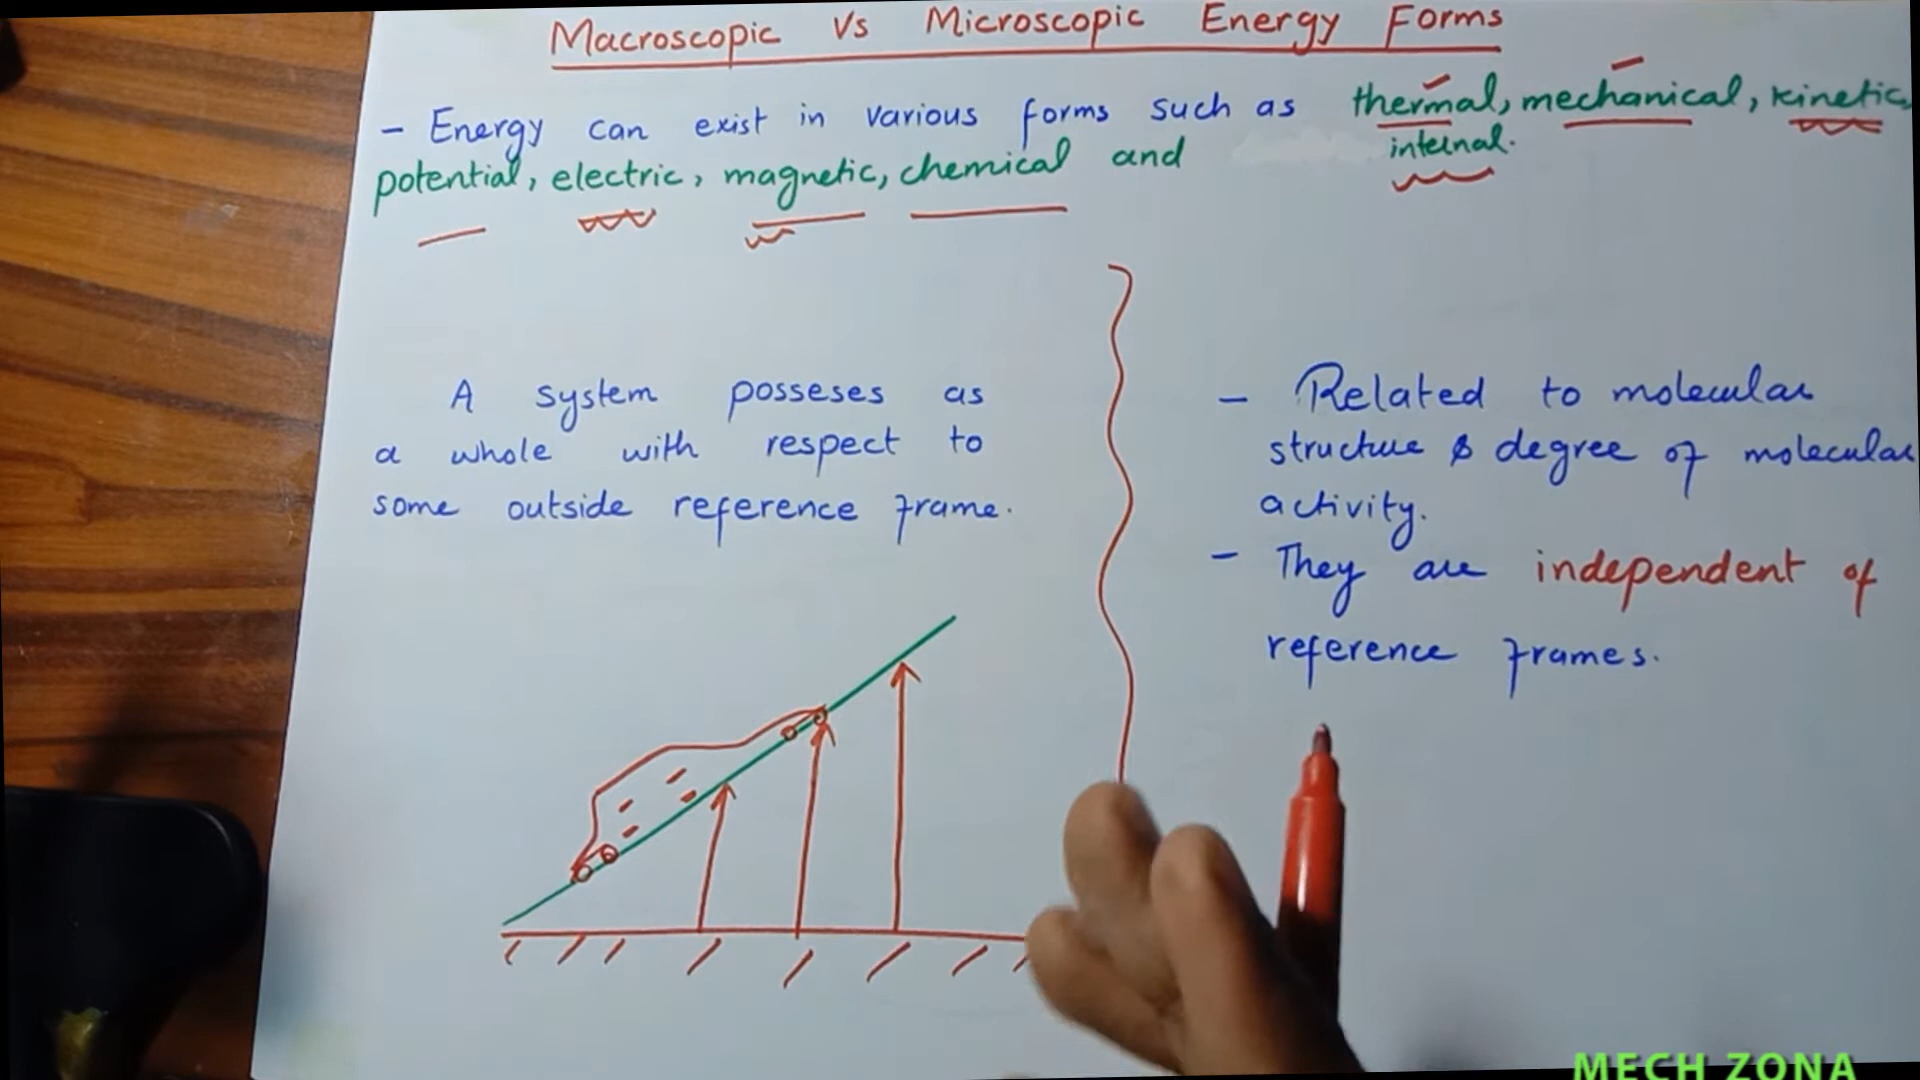 Macroscopic Vs Microscopic Energy Forms
- Energy can exist in various forms such as thermal, mechanical, kinetic,
potential, electric, magnetic, chemical and internal.
A system posseses as
a whole with respect to
some outside reference frame.
- Related to molecular
structure & degree of molecular
activity.
- They are independent of
reference frames.
MECH ZONA